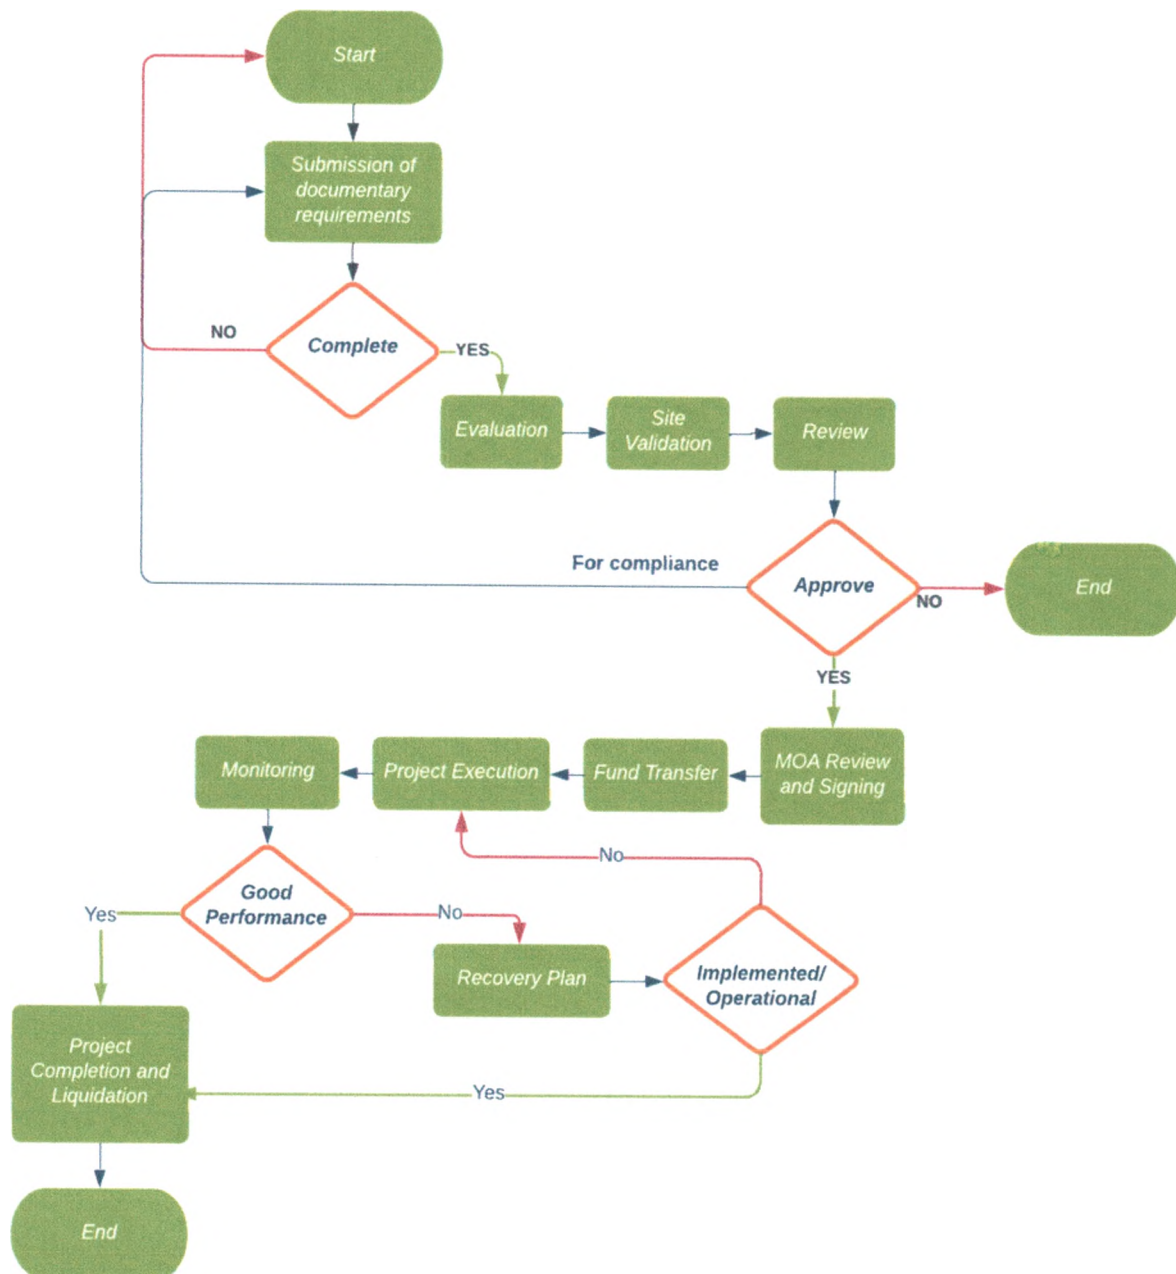 Start
Submission of
documentary
requirements
NO
Complete
YES
Evaluation
Site
Validation
Review
For compliance
Approve
NO
End
YES
Monitoring
Project Execution
Fund Transfer
MOA Review
and Signing
No
Good
Performance
Yes
No
Recovery Plan
Implemented/
Operational
Project
Completion and
Liquidation
Yes
End